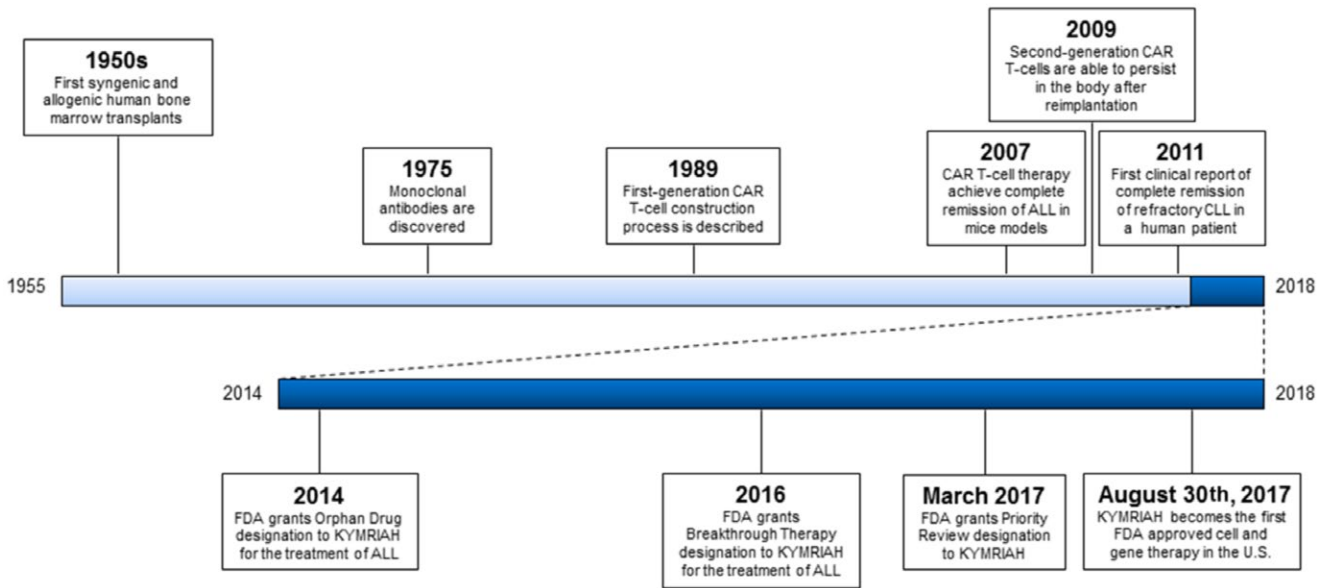 1950s
First syngenic and
allogenic human bone
marrow transplants
1975
Monoclonal
antibodies are
discovered
1989
First-generation CAR
T-cell construction
process is described
2007
CAR T-cell therapy
achieve complete
remission of ALL in
mice models
2009
Second-generation CAR
T-cells are able to persist
in the body after
reimplantation
2011
First clinical report of
complete remission
of refractory CLL in
a human patient
1955
2018
2014
2018
2014
FDA grants Orphan Drug
designation to KYMRIAH
for the treatment of ALL
2016
FDA grants
Breakthrough Therapy
designation to KYMRIAH
for the treatment of ALL
March 2017
FDA grants Priority
Review designation
to KYMRIAH
August 30th, 2017
KYMRIAH becomes the first
FDA approved cell and
gene therapy in the U.S.